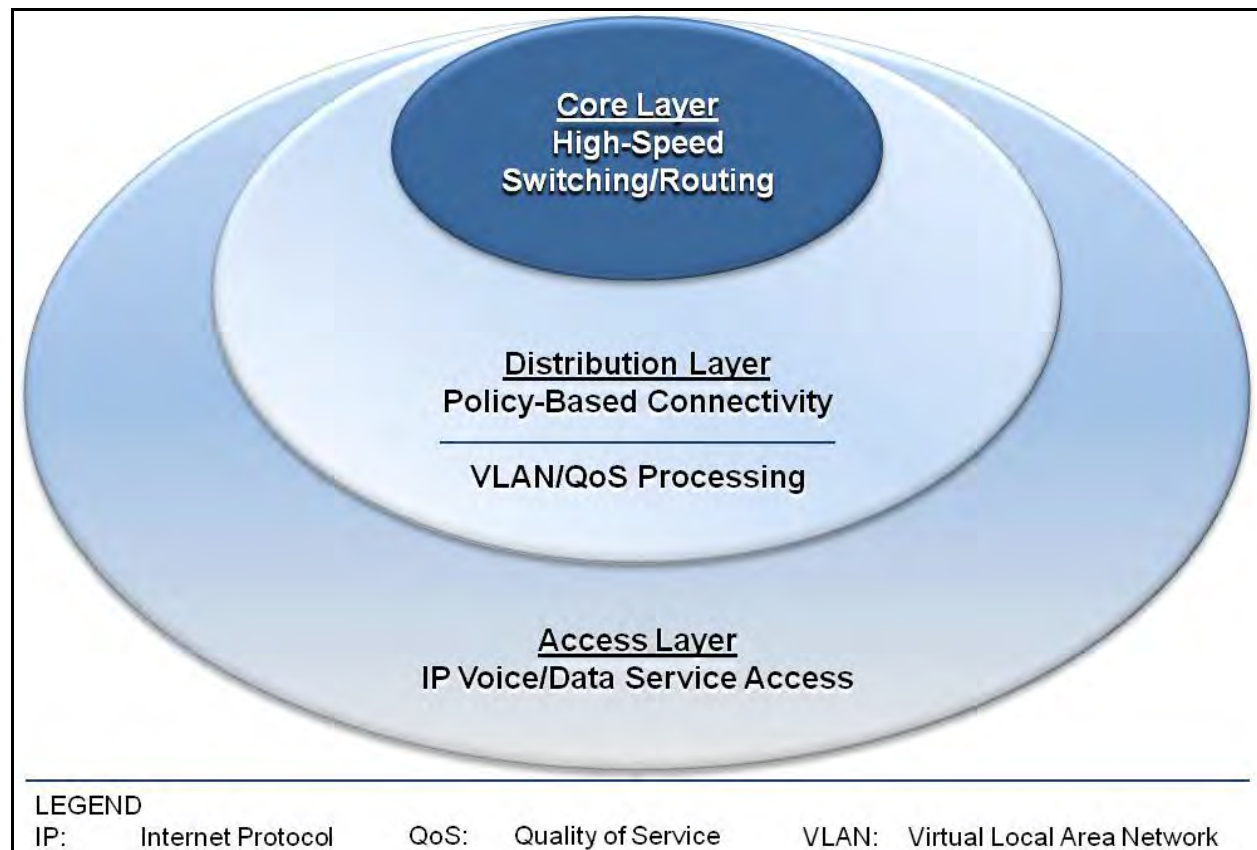 Core Layer
High-Speed
Switching/Routing
Distribution Layer
Policy-Based Connectivity
VLAN/QoS Processing
Access Layer
IP Voice/Data Service Access
LEGEND
IP: Internet Protocol QoS: Quality of Service VLAN: Virtual Local Area Network